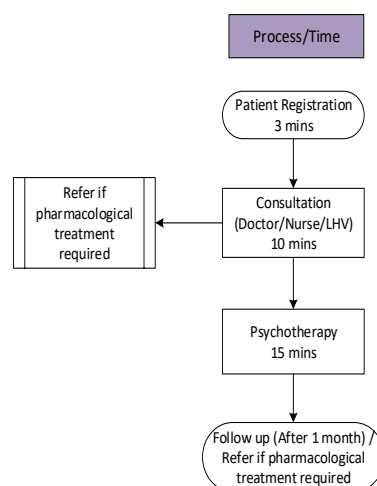 Process/Time
Patient Registration
3 mins
Refer if
pharmacological
treatment
required
Consultation
(Doctor/Nurse/LHV)
10 mins
Psychotherapy
15 mins
Follow up (After 1 month) /
Refer if pharmacological
treatment required